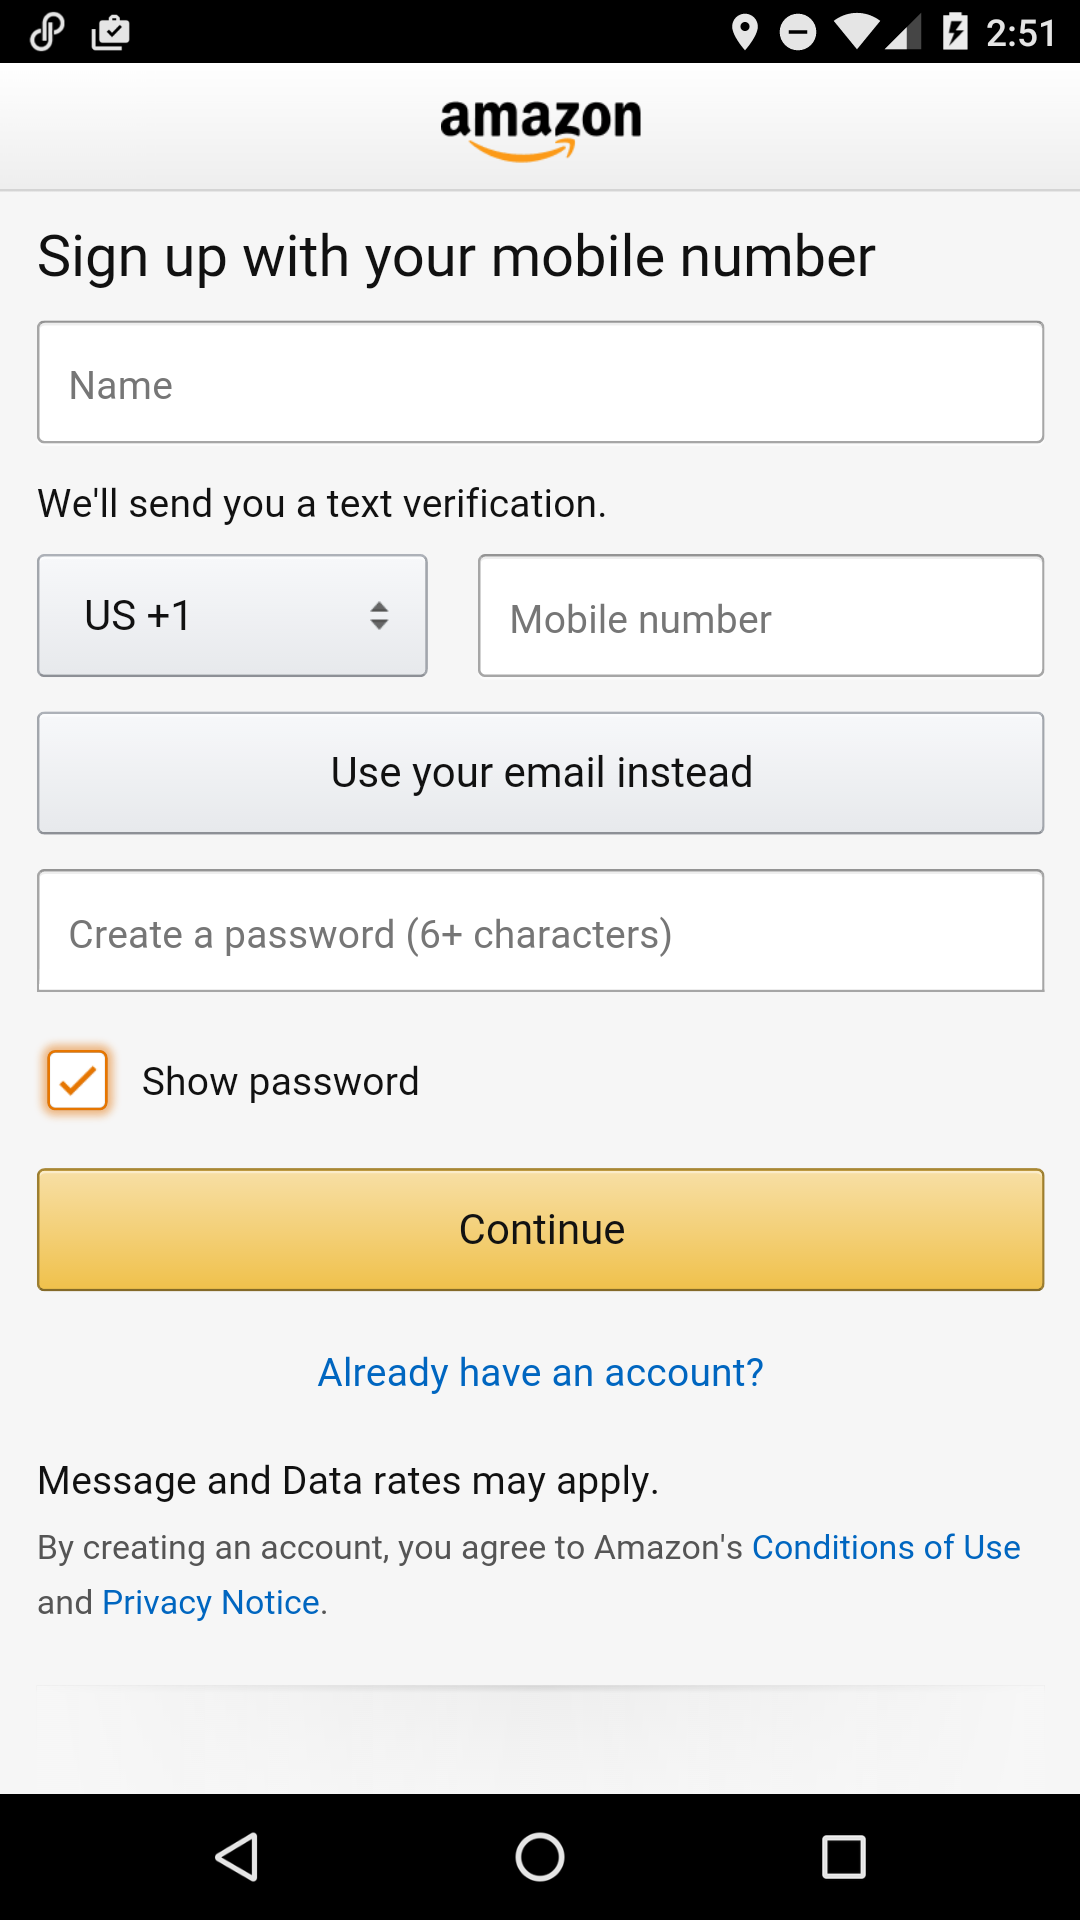 2:51
amazon
Sign up with your mobile number
Name
We'll send you a text verification.
US +1
Mobile number
Use your email instead
Create a password (6+ characters)
Show password
Continue
Already have an account?
Message and Data rates may apply.
By creating an account, you agree to Amazon's Conditions of Use
and Privacy Notice.